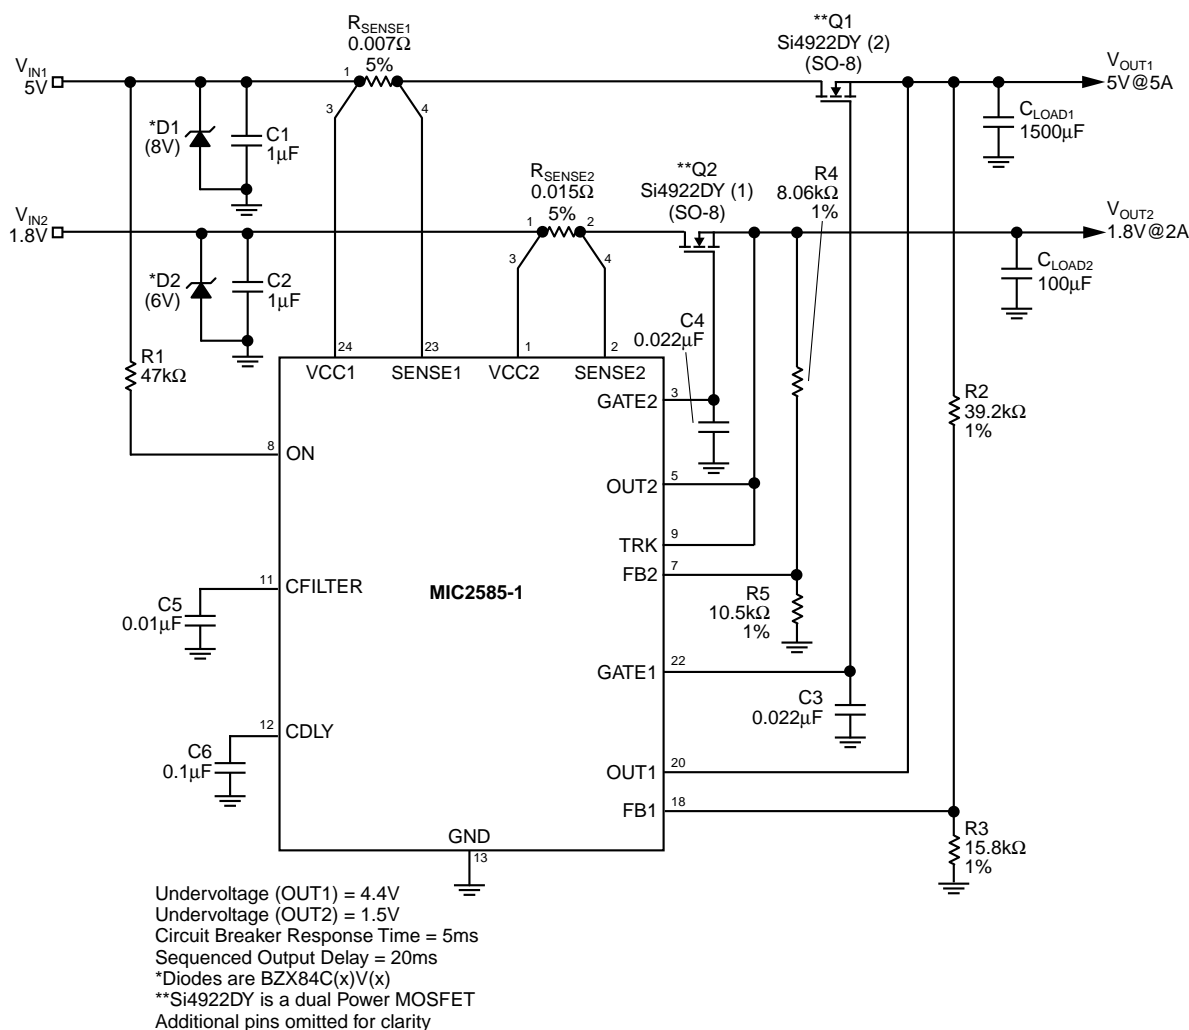 R_SENSE1
0.007Ω
5%
**Q1
Si4922DY (2)
(SO-8)
V_IN1
5V
1
3
4
V_OUT1
5V@5A
*D1
(8V)
C1
1µF
C_LOAD1
1500µF
R_SENSE2
0.015Ω
5%
**Q2
Si4922DY (1)
(SO-8)
R4
8.06kΩ
1%
V_IN2
1.8V
1
2
3
4
V_OUT2
1.8V@2A
*D2
(6V)
C2
1µF
C_LOAD2
100µF
C4
0.022µF
R1
47kΩ
24
23
1
2
VCC1
SENSE1
VCC2
SENSE2
GATE2
3
R2
39.2kΩ
1%
8
ON
OUT2
5
TRK
9
FB2
7
11
CFILTER
MIC2585-1
C5
0.01µF
R5
10.5kΩ
1%
GATE1
22
C3
0.022µF
12
CDLY
C6
0.1µF
OUT1
20
FB1
18
GND
13
R3
15.8kΩ
1%
Undervoltage (OUT1) = 4.4V
Undervoltage (OUT2) = 1.5V
Circuit Breaker Response Time = 5ms
Sequenced Output Delay = 20ms
*Diodes are BZX84C(x)V(x)
**Si4922DY is a dual Power MOSFET
Additional pins omitted for clarity